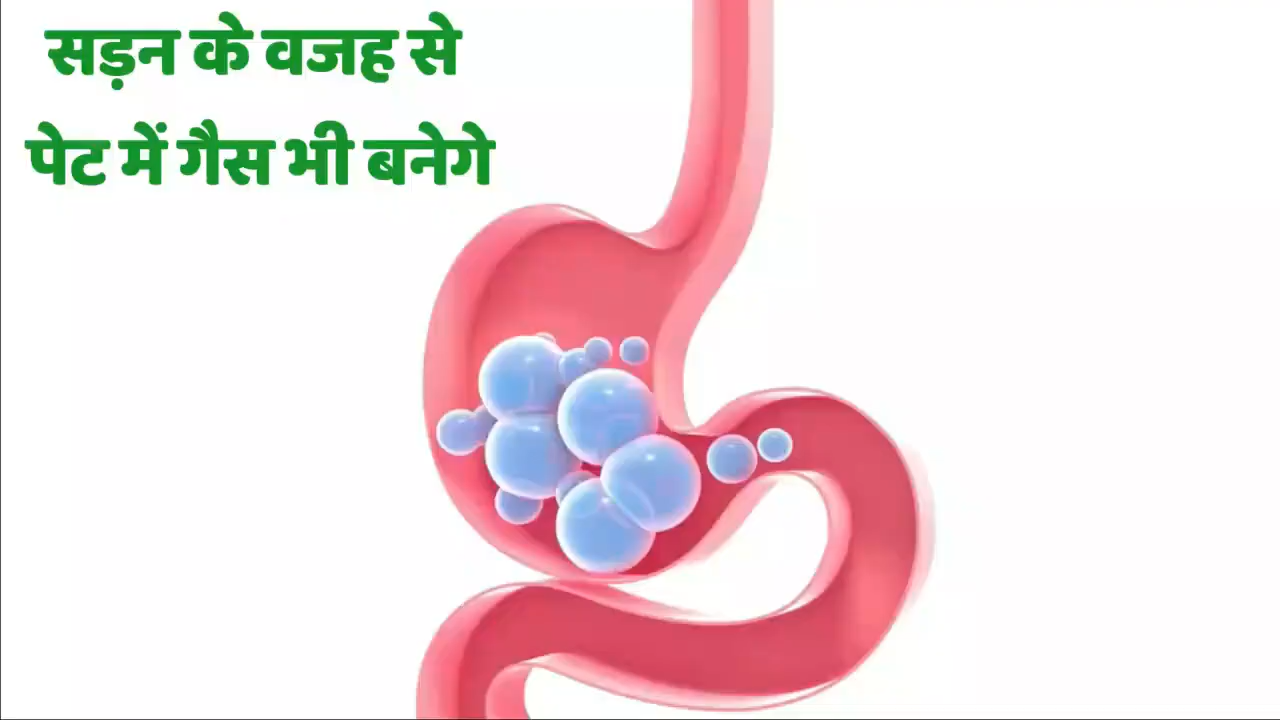 सड़न के वजह से
पेट में गैस भी बनेगे